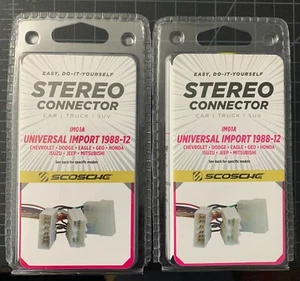 EASY, DO-IT-YOURSELF
STEREO
CONNECTOR
CAR | TRUCK | SUV
IM01A
UNIVERSAL IMPORT 1988-12
CHEVROLET • DODGE • EAGLE • GEO • HONDA
ISUZU • JEEP • MITSUBISHI
See back for specific models
SCOSCHE
EASY, DO-IT-YOURSELF
STEREO
CONNECTOR
CAR | TRUCK | SUV
IM01A
UNIVERSAL IMPORT 1988-12
CHEVROLET • DODGE • EAGLE • GEO • HONDA
ISUZU • JEEP • MITSUBISHI
See back for specific models
SCOSCHE